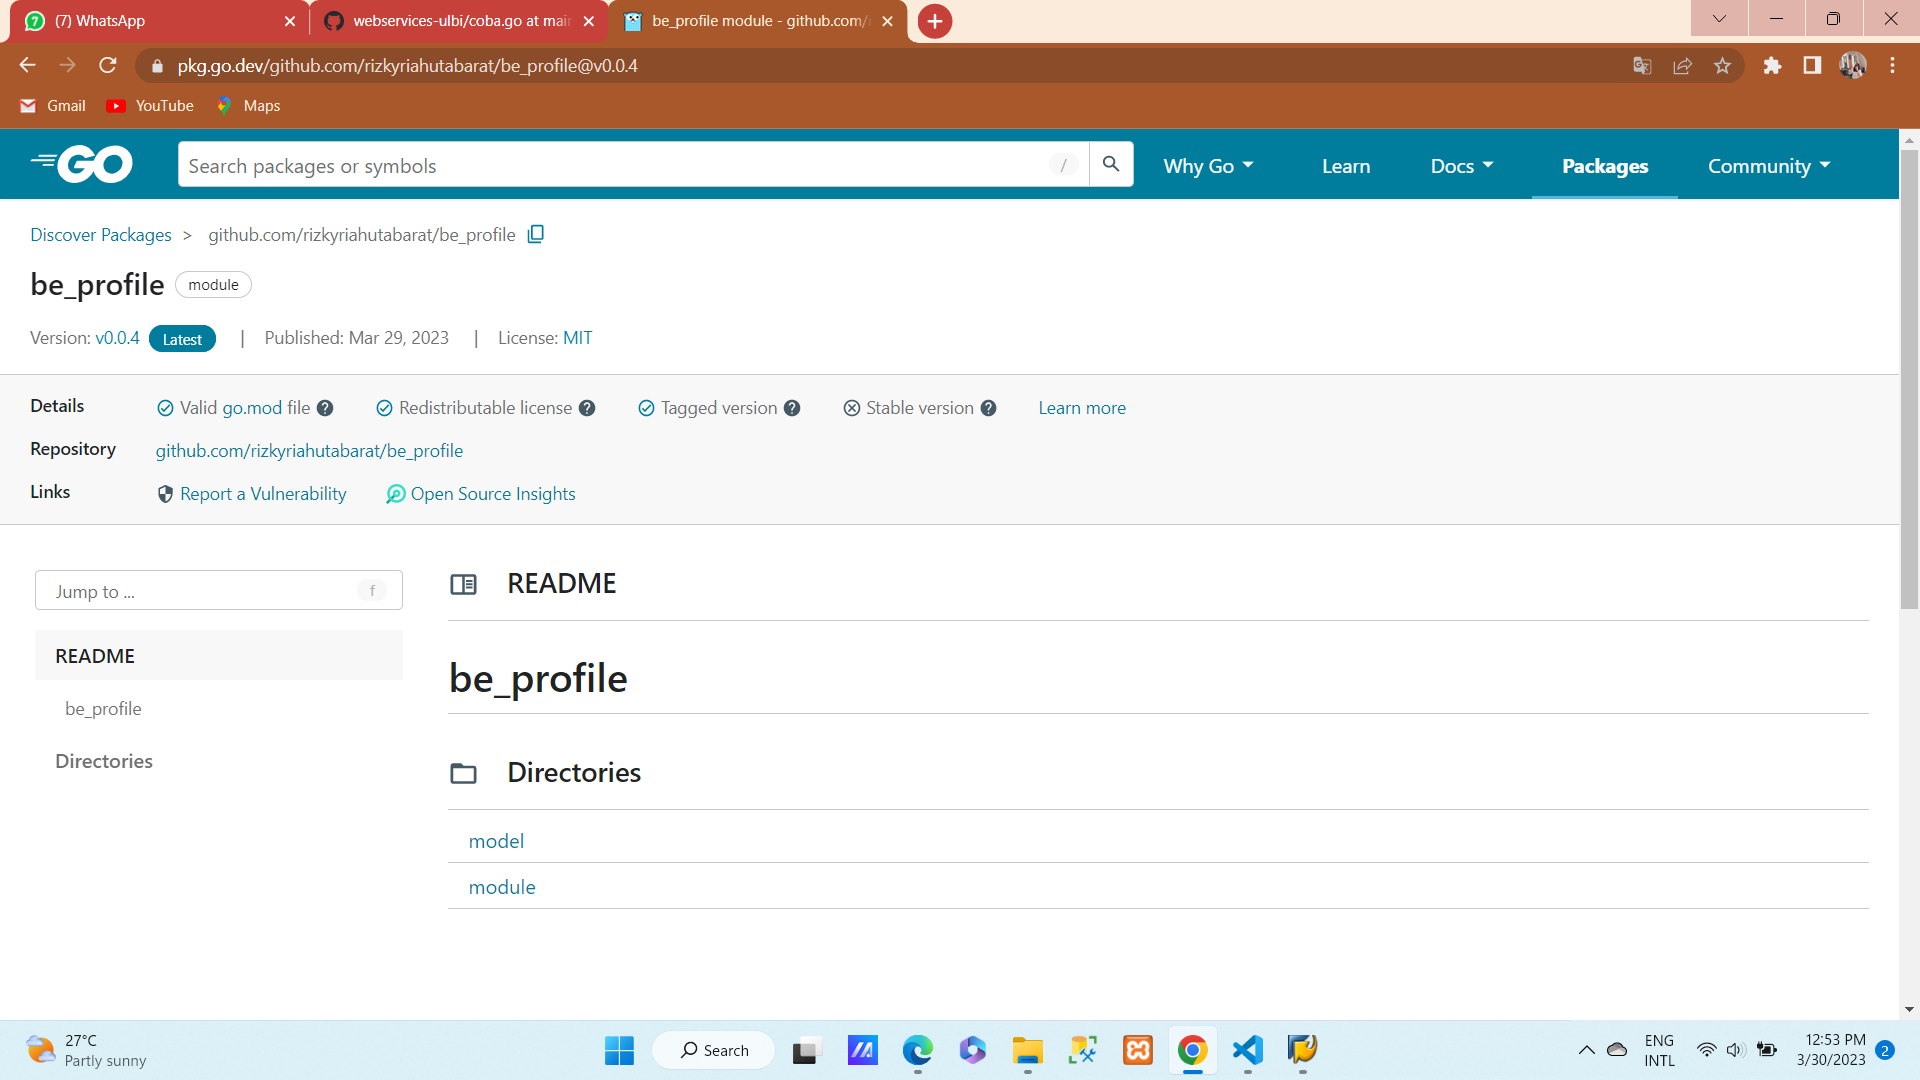 (7) WhatsApp
webservices-ulbi/coba.go at mai
be_profile module - github.com/r
pkg.go.dev/github.com/rizkyriahutabarat/be_profile@v0.0.4
Gmail
YouTube
Maps
GO
Search packages or symbols
/
Why Go
Learn
Docs
Packages
Community
Discover Packages > github.com/rizkyriahutabarat/be_profile
be_profile module
Version: v0.0.4 Latest | Published: Mar 29, 2023 | License: MIT
Details Valid go.mod file Redistributable license Tagged version Stable version Learn more
Repository github.com/rizkyriahutabarat/be_profile
Links Report a Vulnerability Open Source Insights
Jump to ... f
README
be_profile
Directories
README
be_profile
Directories
model
module
27°C
Partly sunny
Search
ENG
INTL
12:53 PM
3/30/2023
2